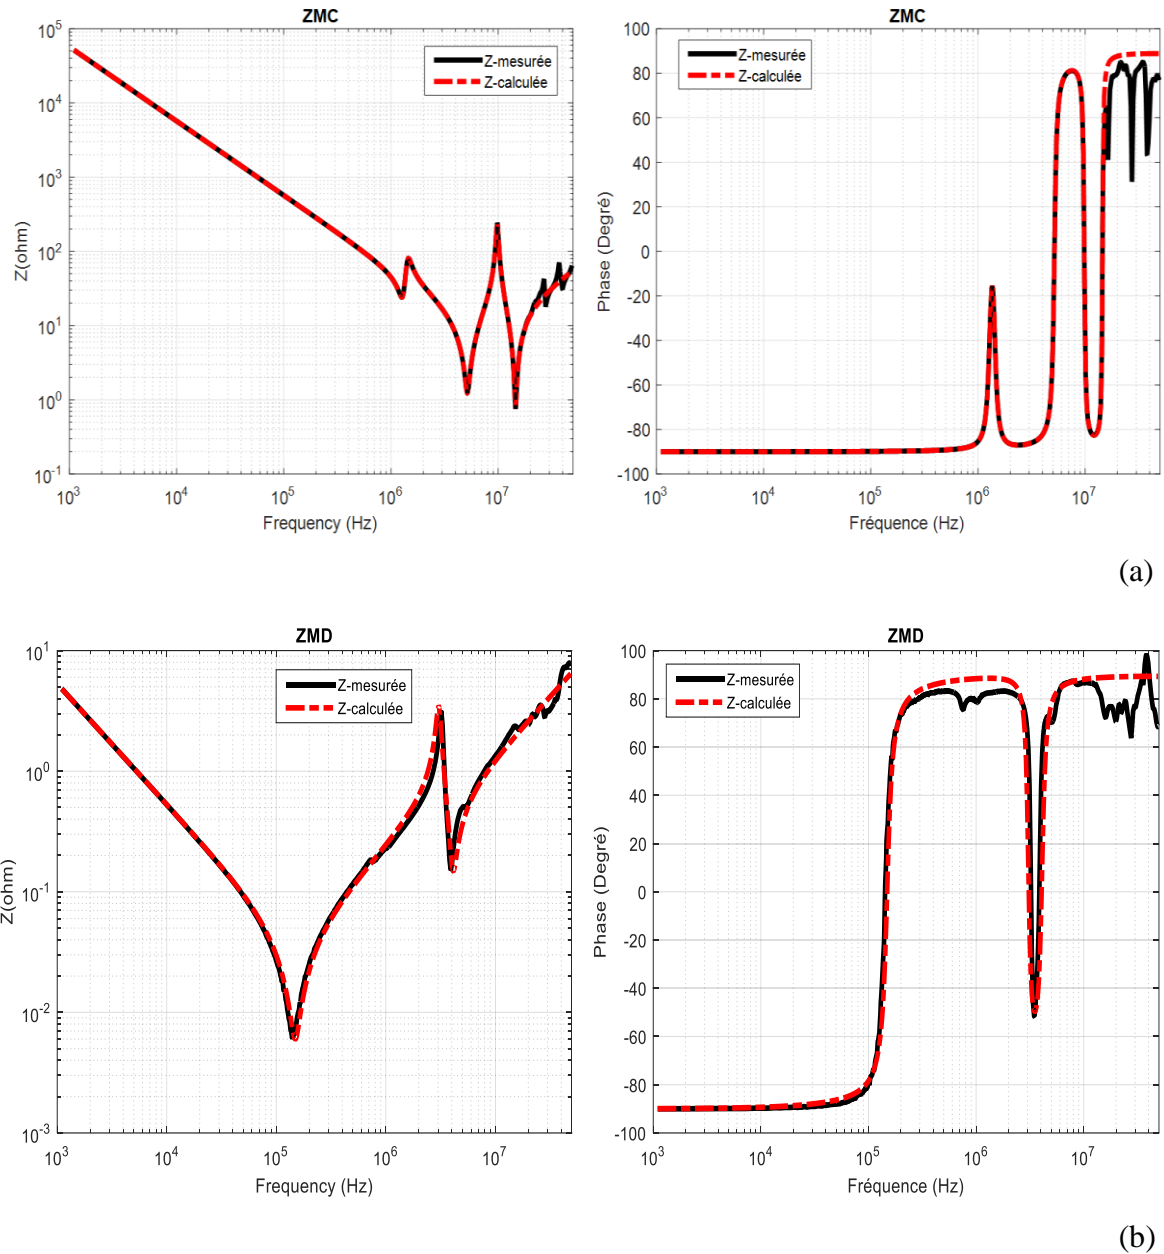 ZMC
10^5
10^4
10^3
10^2
10^1
10^0
10^-1
Z(ohm)
Z-mesurée
Z-calculée
10^3 10^4 10^5 10^6 10^7
Frequency (Hz)
ZMC
100
80
60
40
20
0
-20
-40
-60
-80
-100
Phase (Degré)
Z-mesurée
Z-calculée
10^3 10^4 10^5 10^6 10^7
Fréquence (Hz)
(a)
ZMD
10^1
10^0
10^-1
10^-2
10^-3
Z(ohm)
Z-mesurée
Z-calculée
10^3 10^4 10^5 10^6 10^7
Frequency (Hz)
ZMD
100
80
60
40
20
0
-20
-40
-60
-80
-100
Phase (Degré)
Z-mesurée
Z-calculée
10^3 10^4 10^5 10^6 10^7
Fréquence (Hz)
(b)